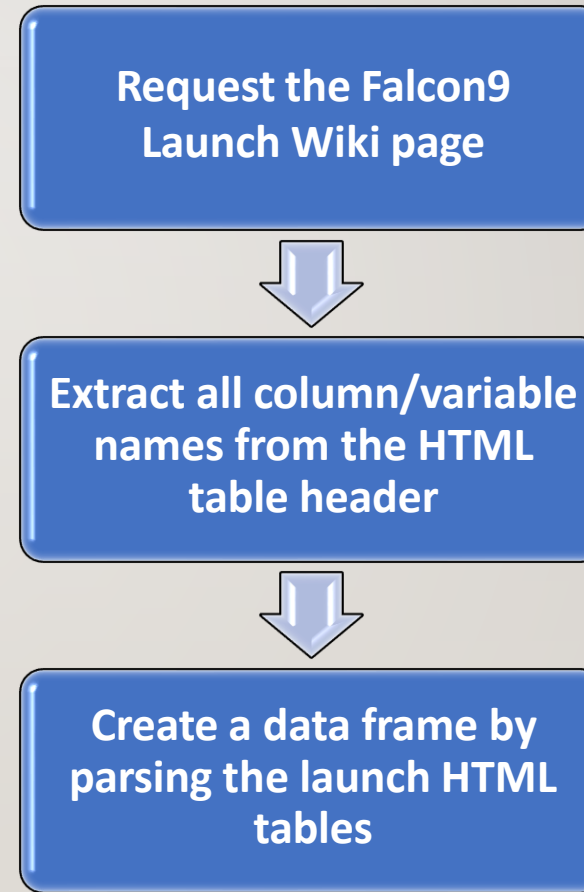 Request the Falcon9
Launch Wiki page
Extract all column/variable
names from the HTML
table header
Create a data frame by
parsing the launch HTML
tables